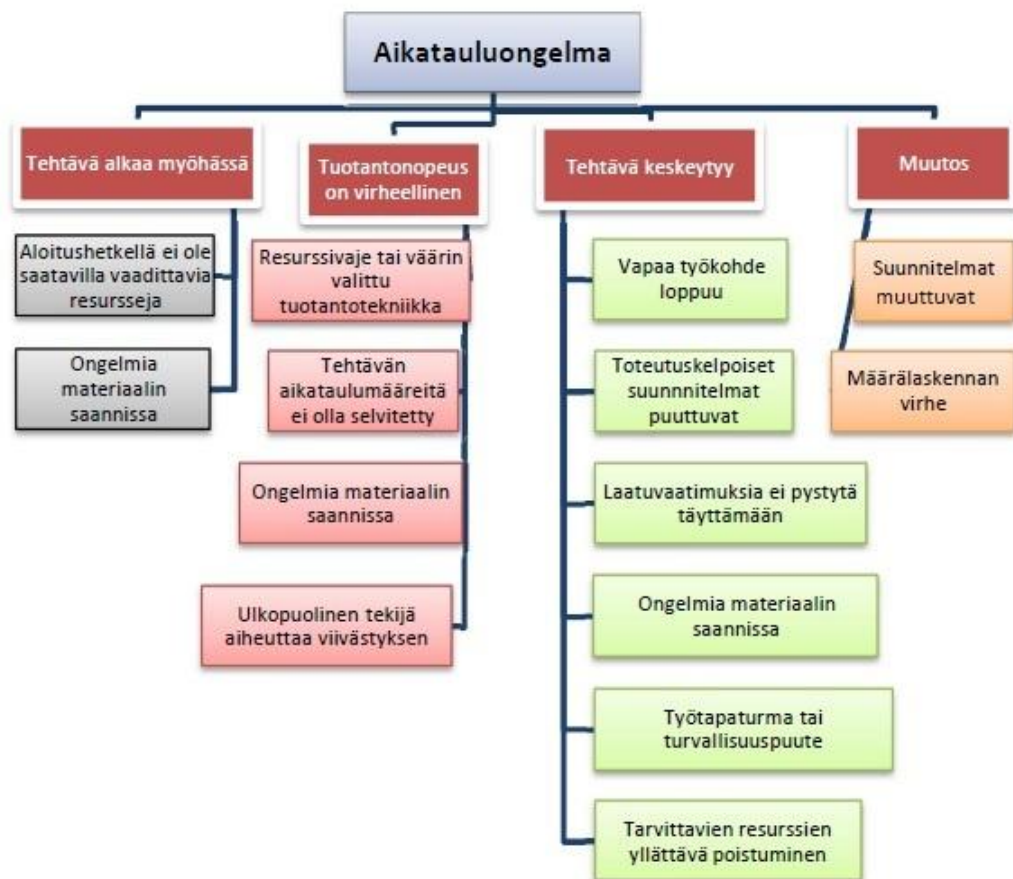 Aikatauluongelma
Tehtävä alkaa myöhässä
Aloitushetkellä ei ole
saatavilla vaadittavia
resursseja
Ongelmia
materiaalin
saannissa
Tuotantonopeus
on virheellinen
Resurssivaje tai väärin
valittu
tuotantotekniikka
Tehtävän
aikataulumääreitä
ei olla selvitetty
Ongelmia materiaalin
saannissa
Ulkopuolinen tekijä
aiheuttaa viivästyksen
Tehtävä keskeytyy
Vapaa työkohde
loppuu
Toteutuskelpoiset
suunnnitelmat
puuttuvat
Laatuvaatimuksia ei pystytä
täyttämään
Ongelmia materiaalin
saannissa
Työtapaturma tai
turvallisuuspuute
Tarvittavien resurssien
yllättävä poistuminen
Muutos
Suunnitelmat
muuttuvat
Määrälaskennan
virhe